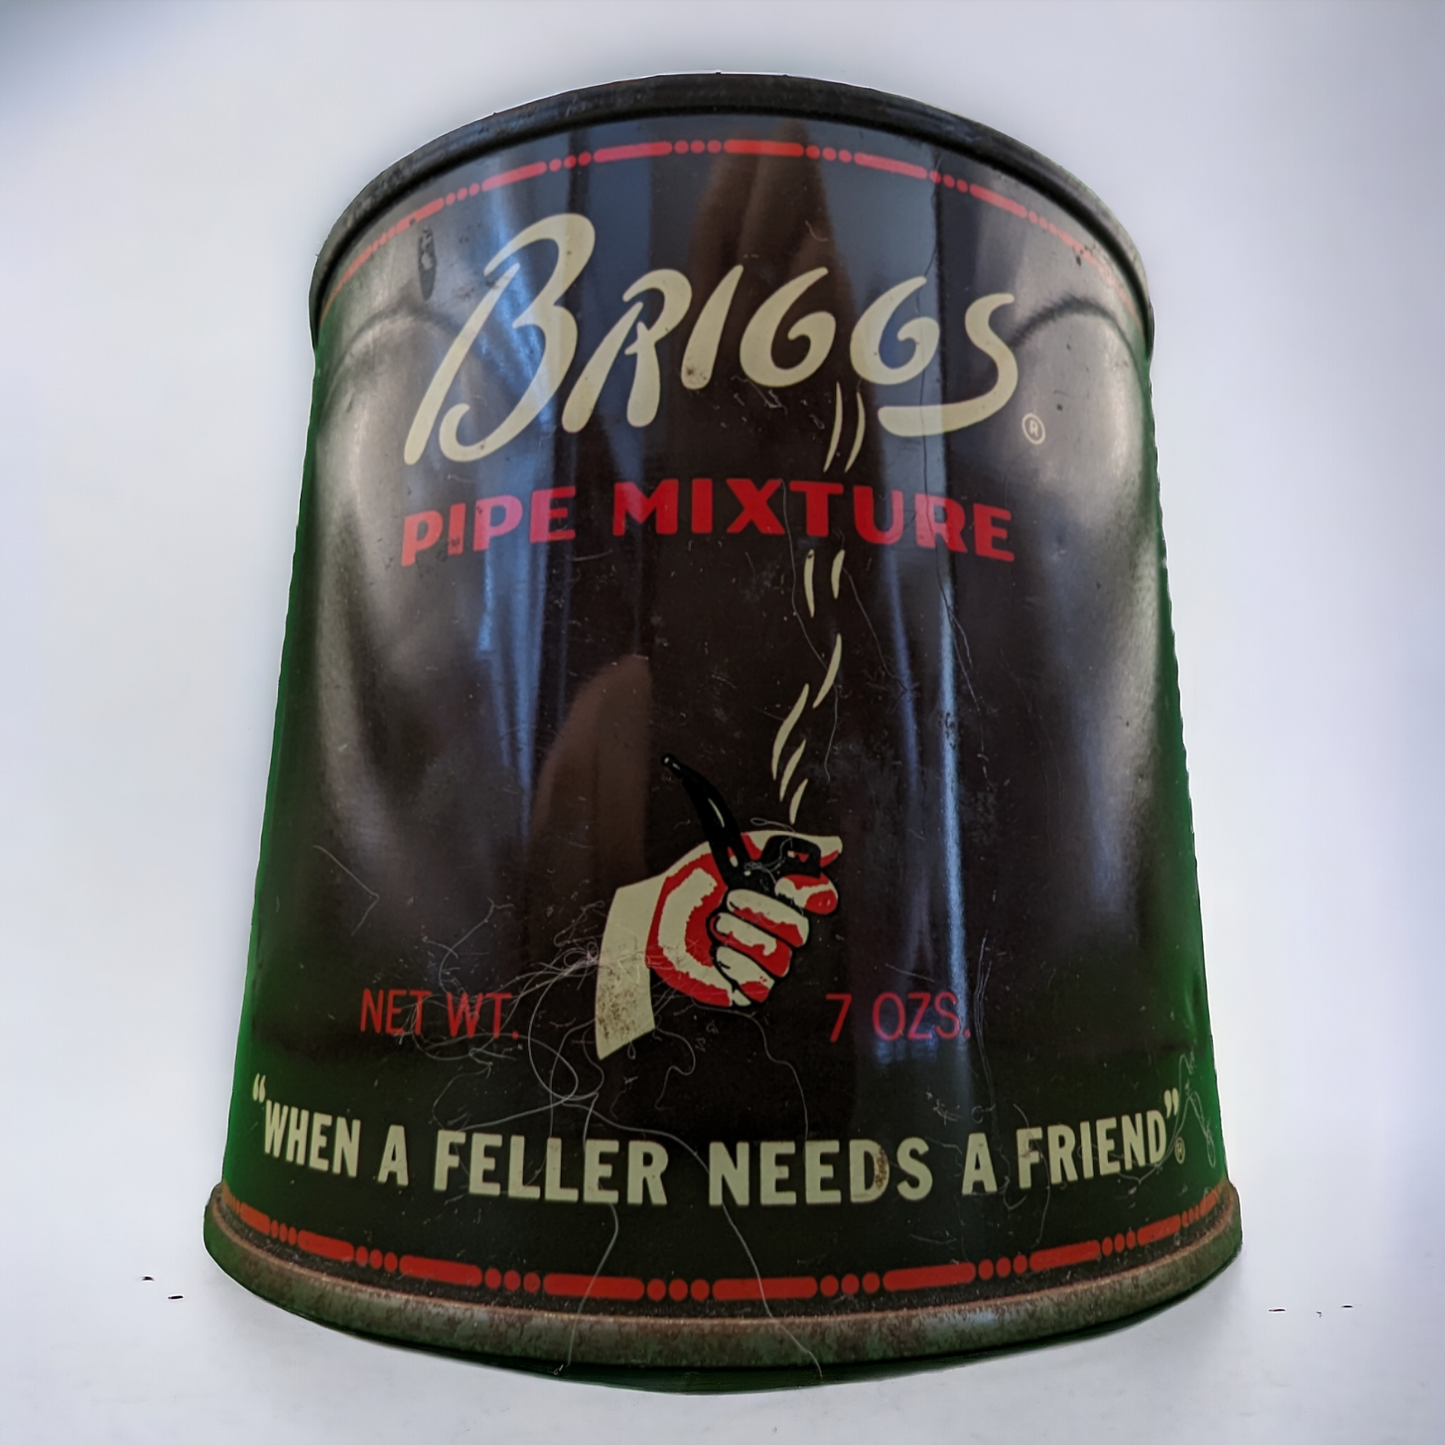 BRIGGS ®
PIPE MIXTURE
NET WT. 7 OZS.
“WHEN A FELLER NEEDS A FRIEND”®